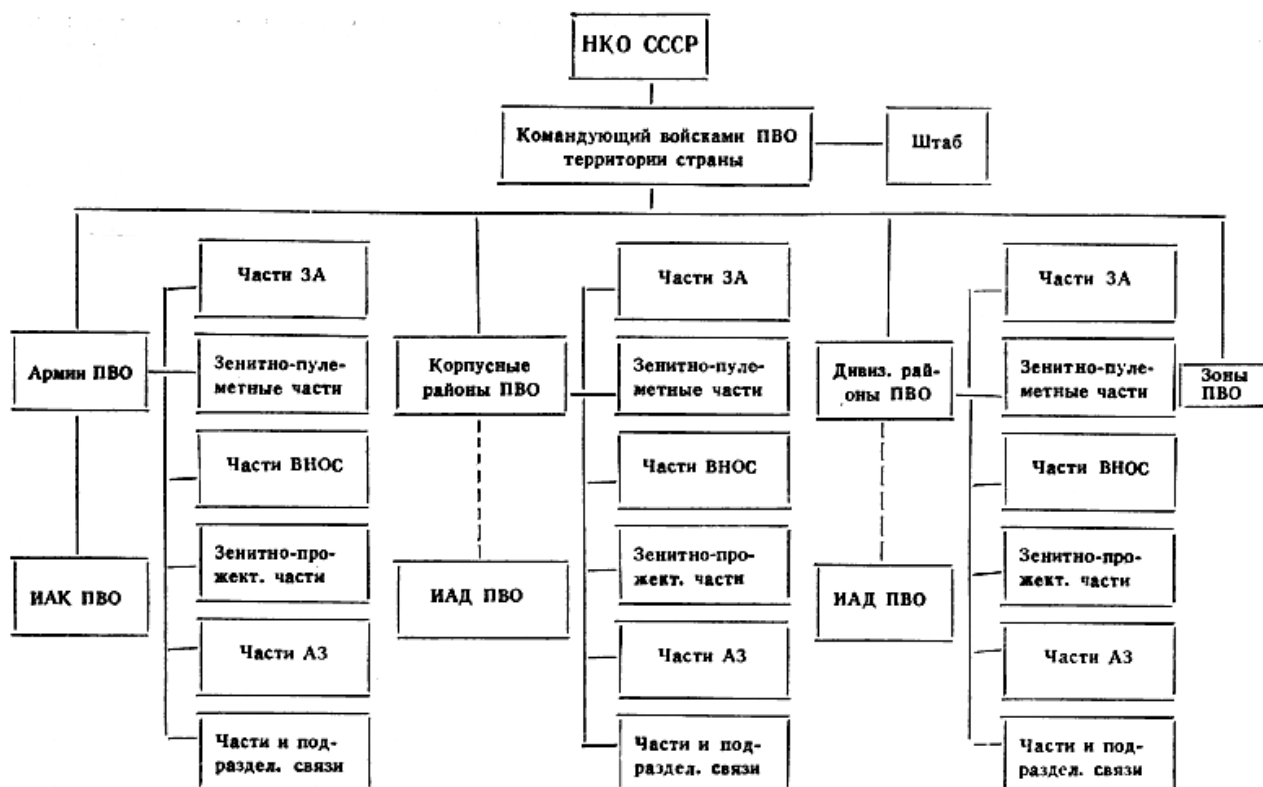 НКО СССР
Командующий войсками ПВО
территории страны
Штаб
Армии ПВО
ИАК ПВО
Части ЗА
Зенитно-пуле-
метные части
Части ВНОС
Зенитно-про-
жект. части
Части АЗ
Части и под-
раздел. связи
Корпусные
районы ПВО
ИАД ПВО
Части ЗА
Зенитно-пуле-
метные части
Части ВНОС
Зенитно-про-
жект. части
Части АЗ
Части и под-
раздел. связи
Дивиз. рай-
оны ПВО
ИАД ПВО
Части ЗА
Зенитно-пуле-
метные части
Части ВНОС
Зенитно-про-
жект. части
Части АЗ
Части и под-
раздел. связи
Зоны
ПВО